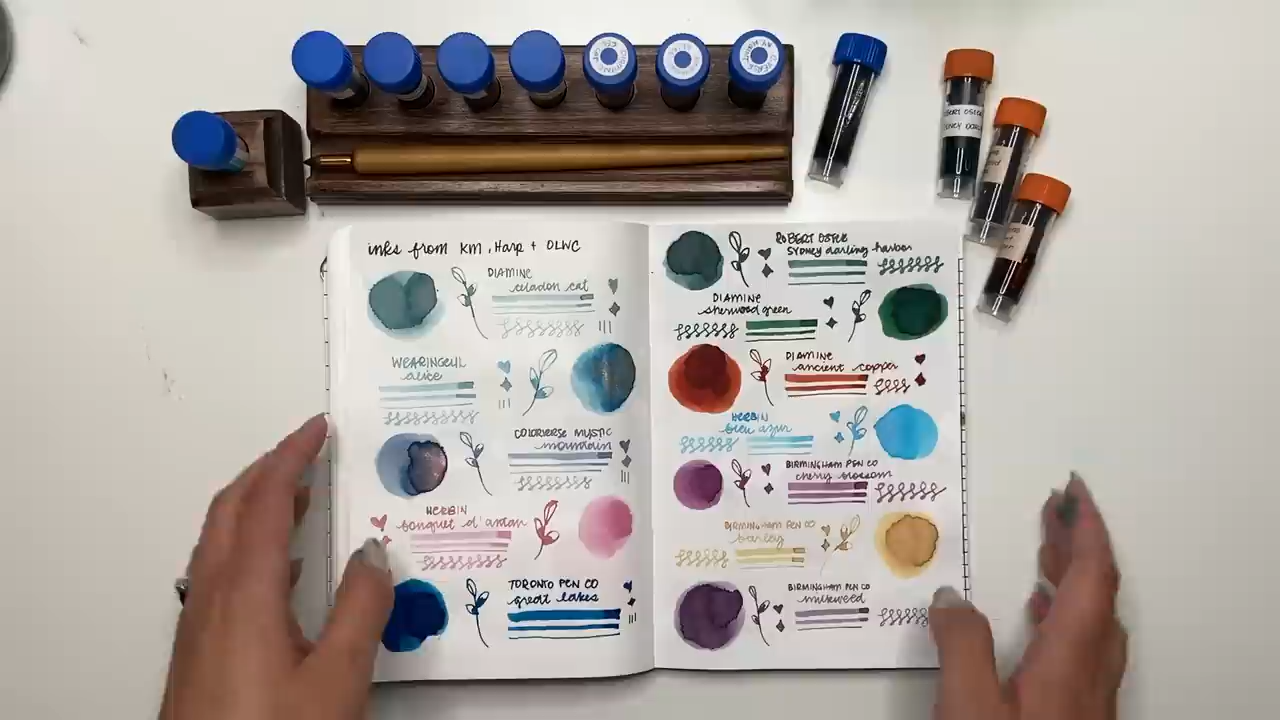 inks from KM, Harp + OLWC
DIAMINE
celadon cat
WEARINGEUL
alice
COLORVERSE MYSTIC
mountain
HERBIN
bouquet d'antan
TORONTO PEN CO
great lakes
ROBERT OSTER
SYDNEY darling harbor
DIAMINE
sherwood green
DIAMINE
ancient copper
HERBIN
bleu azur
BIRMINGHAM PEN CO
cherry blossom
BIRMINGHAM PEN CO
barley
BIRMINGHAM PEN CO
milkweed